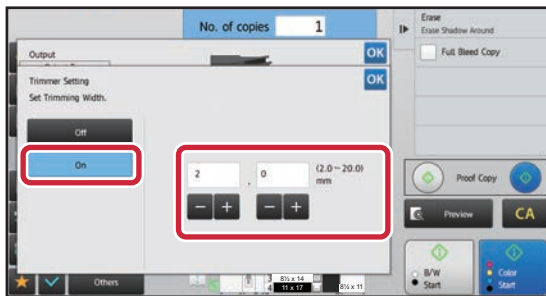 No. of copies 1
Output
OK
Trimmer Setting
OK
Set Trimming Width.
Off
On
2 . 0 (2.0~20.0)
mm
− + − +
Others
3 8½ x 14
4 11 x 17
8½ x 11
Erase
Erase Shadow Around
Full Bleed Copy
Proof Copy
Preview
CA
B/W
Start
Color
Start